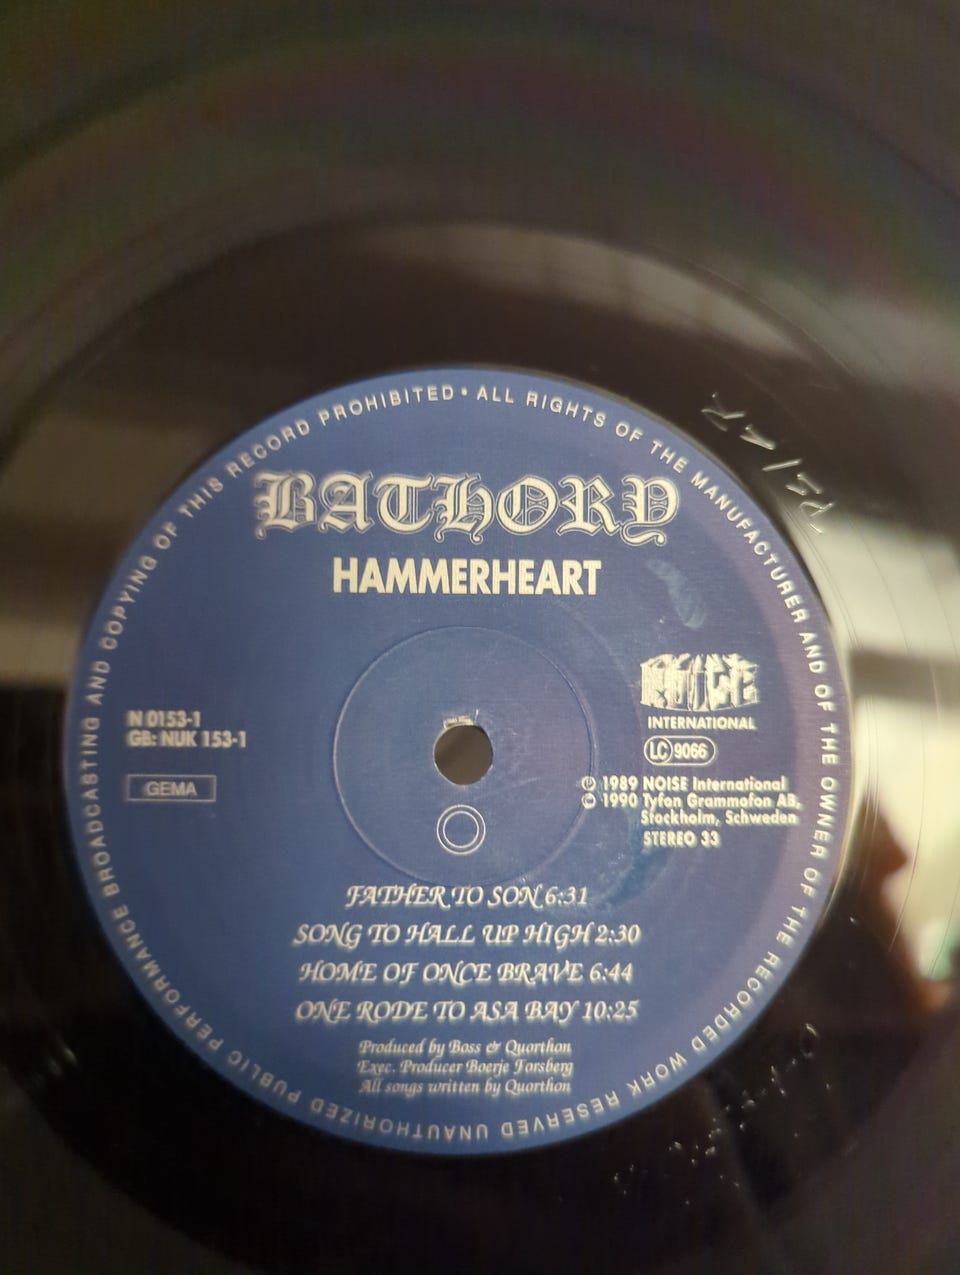 UNAUTHORIZED PUBLIC PERFORMANCE BROADCASTING AND COPYING OF THIS RECORD PROHIBITED • ALL RIGHTS OF THE MANUFACTURER AND OF THE OWNER OF THE RECORDED WORK RESERVED
BATHORY
HAMMERHEART
NOISE
INTERNATIONAL
LC 9066
N 0153-1
GB: NUK 153-1
GEMA
℗ 1989 NOISE International
© 1990 Tyfon Grammofon AB,
Stockholm, Schweden
STEREO 33
FATHER TO SON 6:31
SONG TO HALL UP HIGH 2:30
HOME OF ONCE BRAVE 6:44
ONE RODE TO ASA BAY 10:25
Produced by Boss & Quorthon
Exec. Producer Boerje Forsberg
All songs written by Quorthon